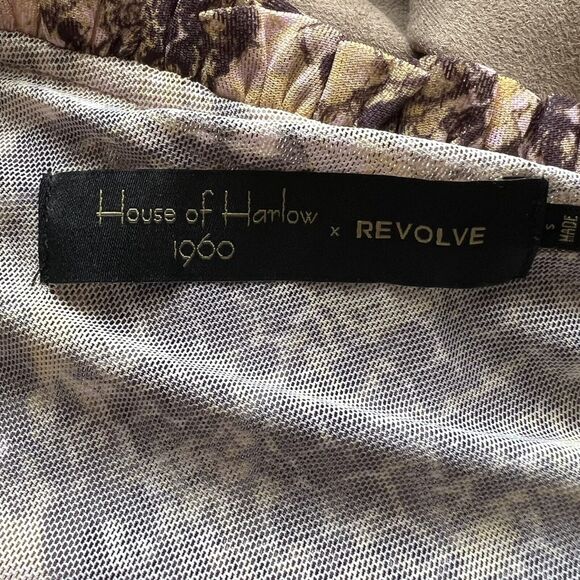 House of Harlow
1960
x REVOLVE
S
MADE